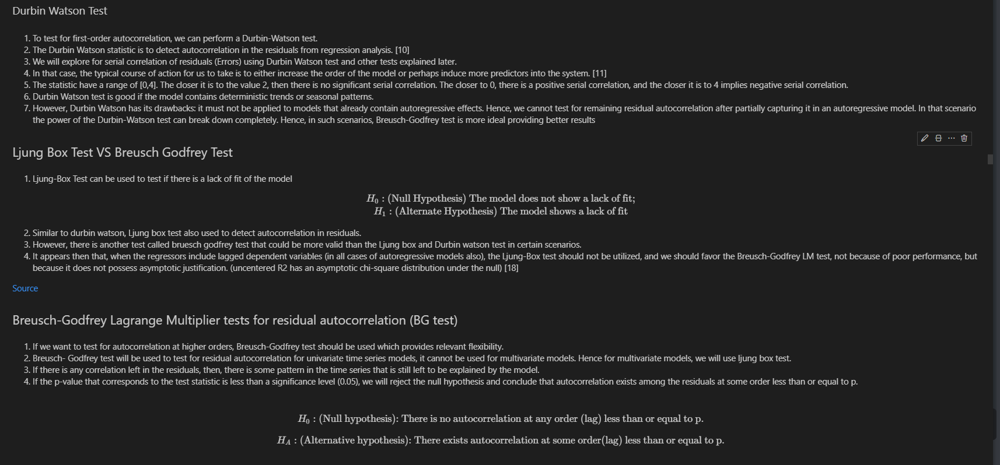 Durbin Watson Test
1. To test for first-order autocorrelation, we can perform a Durbin-Watson test.
2. The Durbin Watson statistic is to detect autocorrelation in the residuals from regression analysis. [10]
3. We will explore for serial correlation of residuals (Errors) using Durbin Watson test and other tests explained later.
4. In that case, the typical course of action for us to take is to either increase the order of the model or perhaps induce more predictors into the system. [11]
5. The statistic have a range of [0,4]. The closer it is to the value 2, then there is no significant serial correlation. The closer to 0, there is a positive serial correlation, and the closer it is to 4 implies negative serial correlation.
6. Durbin Watson test is good if the model contains deterministic trends or seasonal patterns.
7. However, Durbin Watson has its drawbacks: it must not be applied to models that already contain autoregressive effects. Hence, we cannot test for remaining residual autocorrelation after partially capturing it in an autoregressive model. In that scenario
the power of the Durbin-Watson test can break down completely. Hence, in such scenarios, Breusch-Godfrey test is more ideal providing better results
Ljung Box Test VS Breusch Godfrey Test
1. Ljung-Box Test can be used to test if there is a lack of fit of the model
H₀ : (Null Hypothesis) The model does not show a lack of fit;
H₁ : (Alternate Hypothesis) The model shows a lack of fit
2. Similar to durbin watson, Ljung box test also used to detect autocorrelation in residuals.
3. However, there is another test called bruesch godfrey test that could be more valid than the Ljung box and Durbin watson test in certain scenarios.
4. It appears then that, when the regressors include lagged dependent variables (in all cases of autoregressive models also), the Ljung-Box test should not be utilized, and we should favor the Breusch-Godfrey LM test, not because of poor performance, but
because it does not possess asymptotic justification. (uncentered R2 has an asymptotic chi-square distribution under the null) [18]
Source
Breusch-Godfrey Lagrange Multiplier tests for residual autocorrelation (BG test)
1. If we want to test for autocorrelation at higher orders, Breusch-Godfrey test should be used which provides relevant flexibility.
2. Breusch- Godfrey test will be used to test for residual autocorrelation for univariate time series models, it cannot be used for multivariate models. Hence for multivariate models, we will use ljung box test.
3. If there is any correlation left in the residuals, then, there is some pattern in the time series that is still left to be explained by the model.
4. If the p-value that corresponds to the test statistic is less than a significance level (0.05), we will reject the null hypothesis and conclude that autocorrelation exists among the residuals at some order less than or equal to p.
H₀ : (Null hypothesis): There is no autocorrelation at any order (lag) less than or equal to p.
H_A : (Alternative hypothesis): There exists autocorrelation at some order(lag) less than or equal to p.